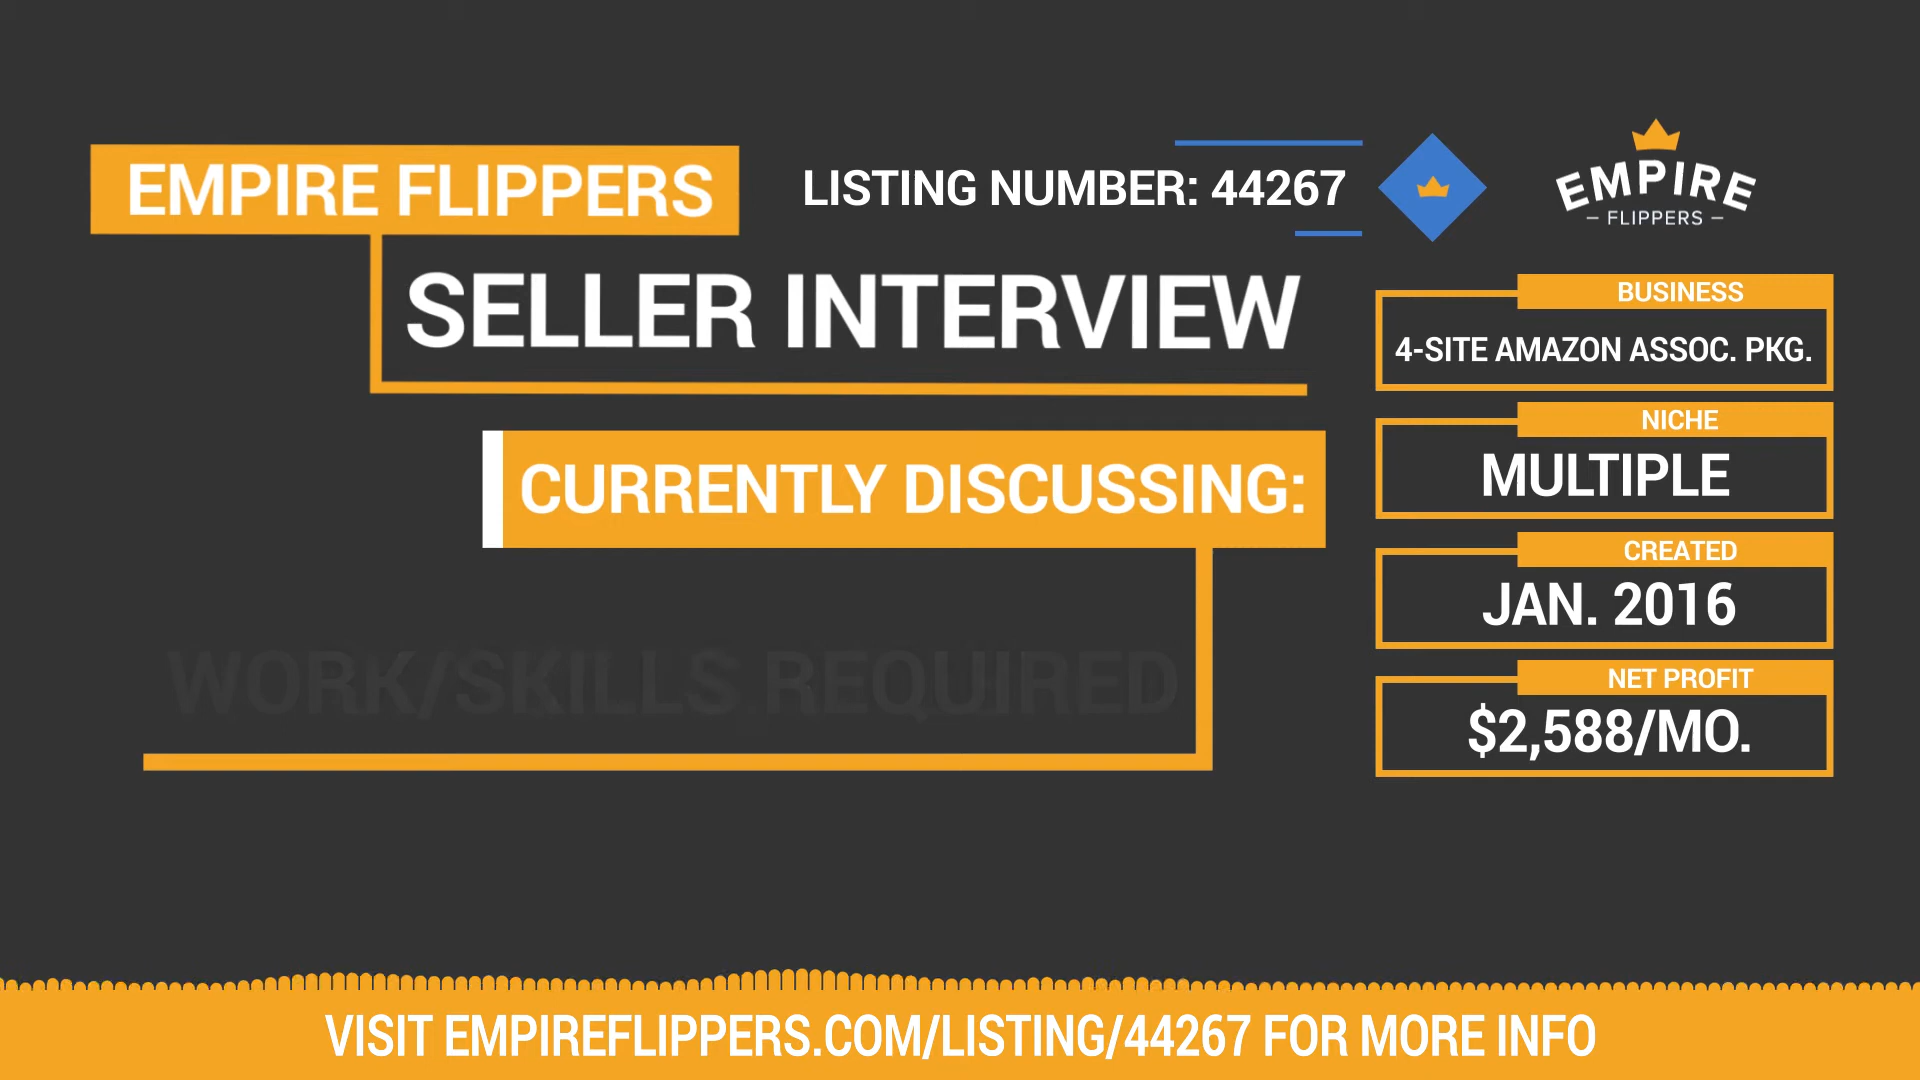 EMPIRE FLIPPERS
LISTING NUMBER: 44267
EMPIRE
FLIPPERS
SELLER INTERVIEW
CURRENTLY DISCUSSING:
WORK/SKILLS REQUIRED
BUSINESS
4-SITE AMAZON ASSOC. PKG.
NICHE
MULTIPLE
CREATED
JAN. 2016
NET PROFIT
$2,588/MO.
VISIT EMPIREFLIPPERS.COM/LISTING/44267 FOR MORE INFO